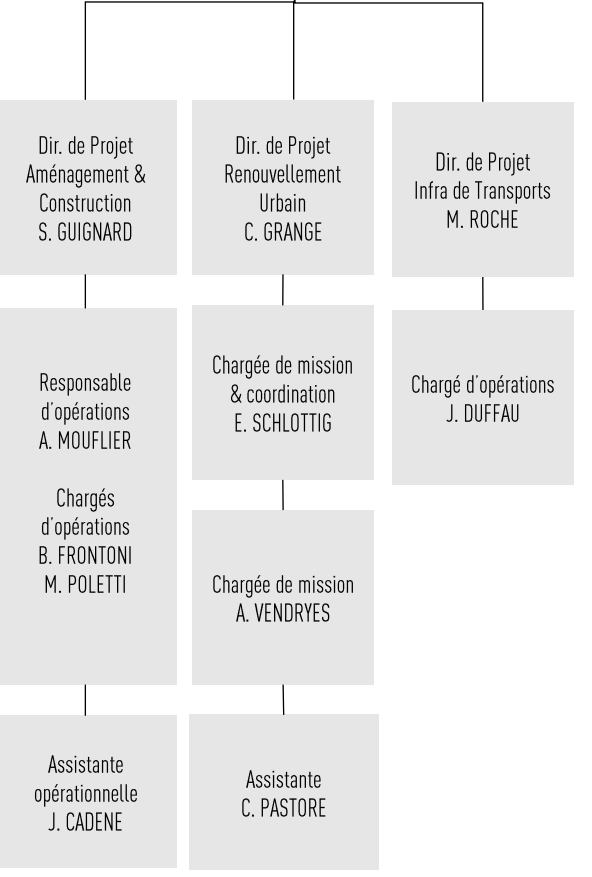 Dir. de Projet
Aménagement &
Construction
S. GUIGNARD
Dir. de Projet
Renouvellement
Urbain
C. GRANGE
Dir. de Projet
Infra de Transports
M. ROCHE
Responsable
d'opérations
A. MOUFLIER
Chargés
d'opérations
B. FRONTONI
M. POLETTI
Chargée de mission
& coordination
E. SCHLOTTIG
Chargé d'opérations
J. DUFFAU
Chargée de mission
A. VENDRYES
Assistante
opérationnelle
J. CADENE
Assistante
C. PASTORE